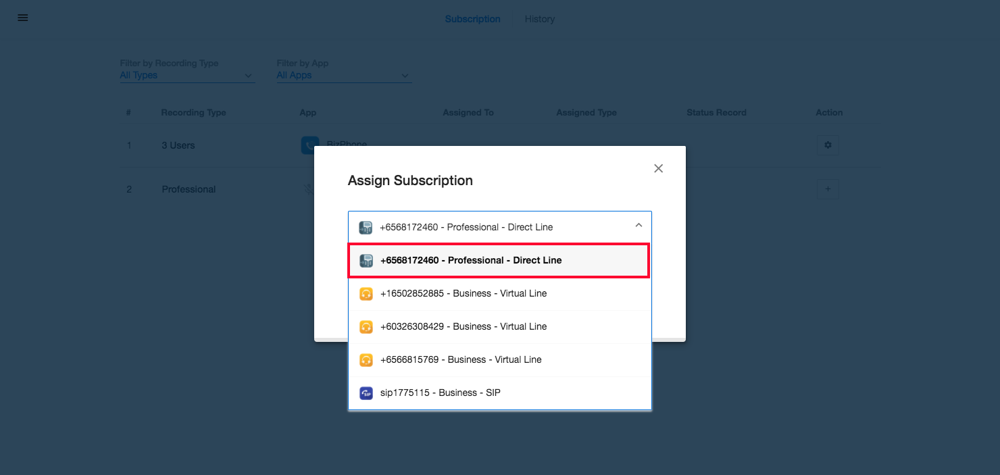 Subscription History
Filter by Recording Type Filter by App
All Types All Apps
# Recording Type App Assigned To Assigned Type Status Record Action
1 3 Users BizPhone
Assign Subscription
2 Professional +
+6568172460 - Professional - Direct Line
+6568172460 - Professional - Direct Line
+16502852885 - Business - Virtual Line
+60326308429 - Business - Virtual Line
+6566815769 - Business - Virtual Line
SIP sip1775115 - Business - SIP